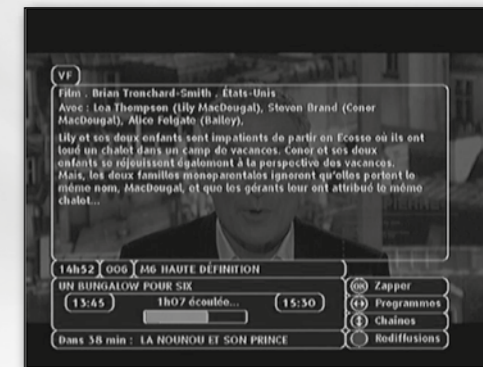 VF
Film . Brian Tronchard-Smith . États-Unis
Avec : Lea Thompson (Lily MacDougal), Steven Brand (Coner
MacDougal), Alice Felgate (Bailey),
Lily et ses deux enfants sent impatients de partir en Ecosse où ils ont
loué un chalet dans un camp de vacances. Coner et ses deux
enfants se réjouissent également à la perspective des vacances.
Mais, les deux familles monoparentales ignorent qu'elles portent le
même nom, MacDougal, et que les gérants leur ont attribué le même
chalet...
14h52 006 M6 HAUTE DÉFINITION
UN BUNGALOW POUR SIX
13:45 1h07 écoulée... 15:30
Dans 38 min : LA NOUNOU ET SON PRINCE
OK Zapper
Programmes
Chaînes
Rediffusions